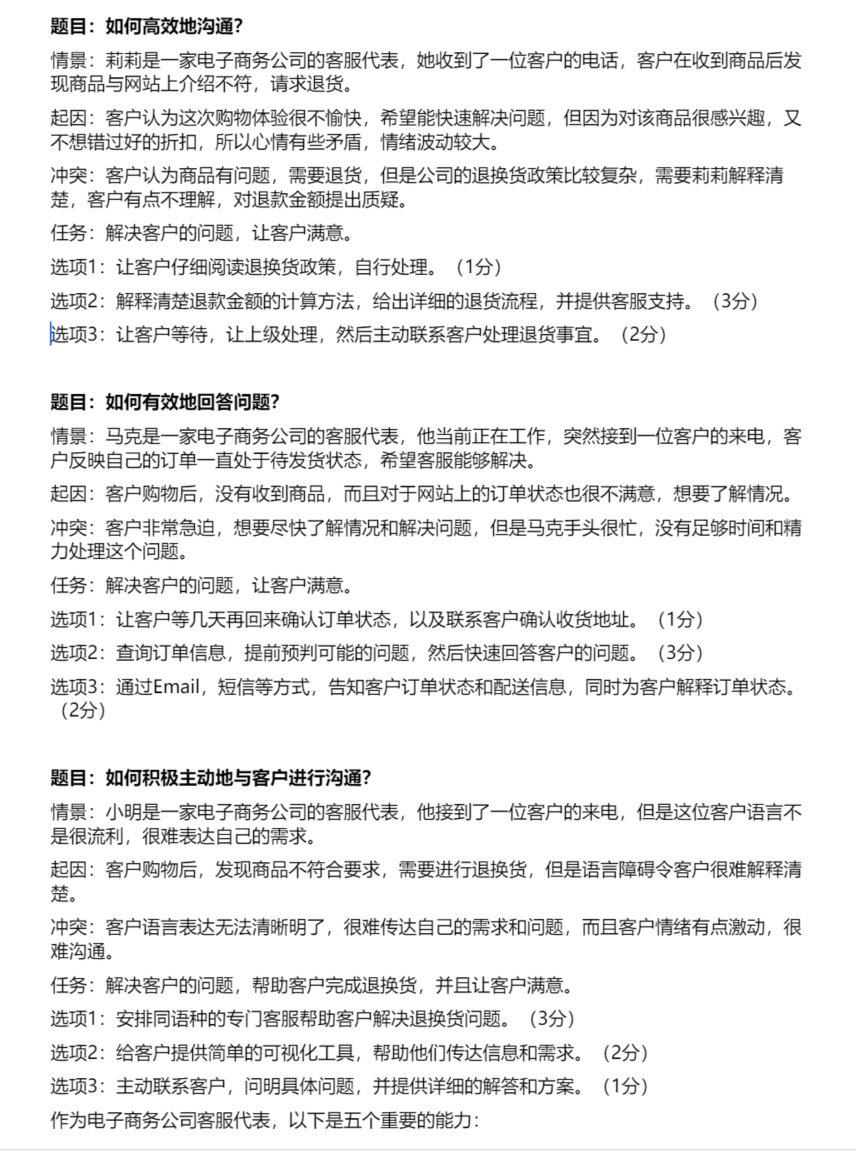 题目：如何高效地沟通？
情景：莉莉是一家电子商务公司的客服代表，她收到了一位客户的电话，客户在收到商品后发
现商品与网站上介绍不符，请求退货。
起因：客户认为这次购物体验很不愉快，希望能快速解决问题，但因为对该商品很感兴趣，又
不想错过好的折扣，所以心情有些矛盾，情绪波动较大。
冲突：客户认为商品有问题，需要退货，但是公司的退换货政策比较复杂，需要莉莉解释清
楚，客户有点不理解，对退款金额提出质疑。
任务：解决客户的问题，让客户满意。
选项1：让客户仔细阅读退换货政策，自行处理。（1分）
选项2：解释清楚退款金额的计算方法，给出详细的退货流程，并提供客服支持。（3分）
选项3：让客户等待，让上级处理，然后主动联系客户处理退货事宜。（2分）
题目：如何有效地回答问题？
情景：马克是一家电子商务公司的客服代表，他当前正在工作，突然接到一位客户的来电，客
户反映自己的订单一直处于待发货状态，希望客服能够解决。
起因：客户购物后，没有收到商品，而且对于网站上的订单状态也很不满意，想要了解情况。
冲突：客户非常急迫，想要尽快了解情况和解决问题，但是马克手头很忙，没有足够时间和精
力处理这个问题。
任务：解决客户的问题，让客户满意。
选项1：让客户等几天再回来确认订单状态，以及联系客户确认收货地址。（1分）
选项2：查询订单信息，提前预判可能的问题，然后快速回答客户的问题。（3分）
选项3：通过Email，短信等方式，告知客户订单状态和配送信息，同时为客户解释订单状态。
（2分）
题目：如何积极主动地与客户进行沟通？
情景：小明是一家电子商务公司的客服代表，他接到了一位客户的来电，但是这位客户语言不
是很流利，很难表达自己的需求。
起因：客户购物后，发现商品不符合要求，需要进行退换货，但是语言障碍令客户很难解释清
楚。
冲突：客户语言表达无法清晰明了，很难传达自己的需求和问题，而且客户情绪有点激动，很
难沟通。
任务：解决客户的问题，帮助客户完成退换货，并且让客户满意。
选项1：安排同语种的专门客服帮助客户解决退换货问题。（3分）
选项2：给客户提供简单的可视化工具，帮助他们传达信息和需求。（2分）
选项3：主动联系客户，问明具体问题，并提供详细的解答和方案。（1分）
作为电子商务公司客服代表，以下是五个重要的能力：